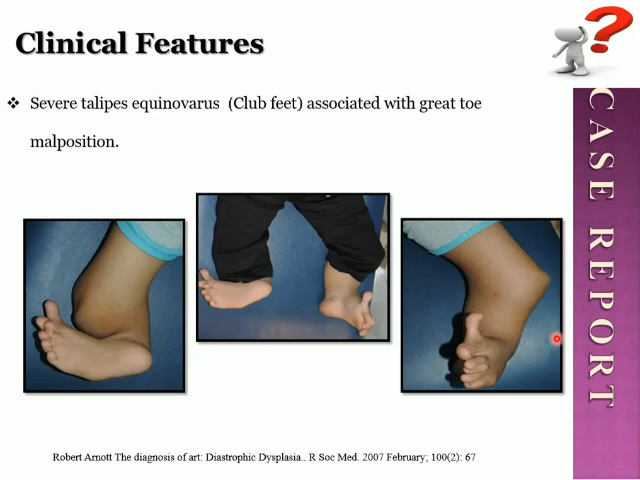 Clinical Features
❖ Severe talipes equinovarus (Club feet) associated with great toe
malposition.
CASE REPORT
Robert Arnott The diagnosis of art: Diastrophic Dysplasia.. R Soc Med. 2007 February; 100(2): 67